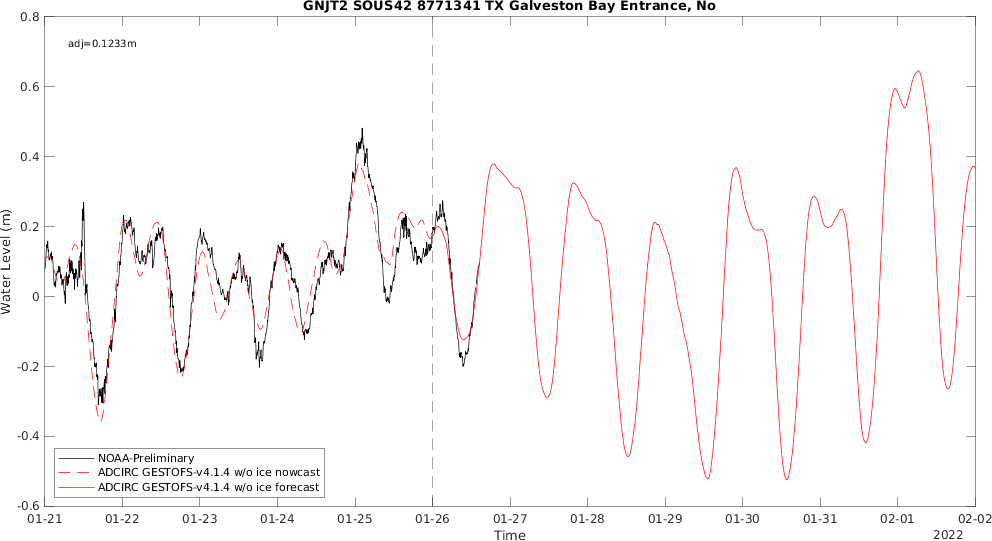 GNJT2 SOUS42 8771341 TX Galveston Bay Entrance, No
adj=0.1233m
0.8
0.6
0.4
0.2
0
-0.2
-0.4
-0.6
Water Level (m)
NOAA-Preliminary
ADCIRC GESTOFS-v4.1.4 w/o ice nowcast
ADCIRC GESTOFS-v4.1.4 w/o ice forecast
01-21 01-22 01-23 01-24 01-25 01-26 01-27 01-28 01-29 01-30 01-31 02-01 02-02
Time
2022